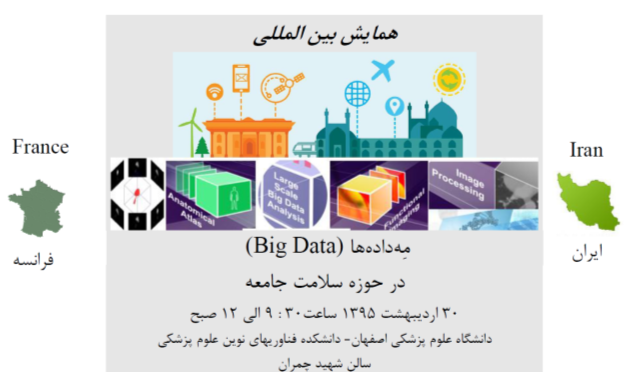 همایش بین المللی
France
Iran
فرانسه
ایران
Anatomical
Atlas
Large
Scale
Big Data
Analysis
Functional
Imaging
Image
Processing
مِه‌داده‌ها (Big Data)
در حوزه سلامت جامعه
۳۰ اردیبهشت ۱۳۹۵ ساعت ۳۰ : ۹ الی ۱۲ صبح
دانشگاه علوم پزشکی اصفهان- دانشکده فناوریهای نوین علوم پزشکی
سالن شهید چمران